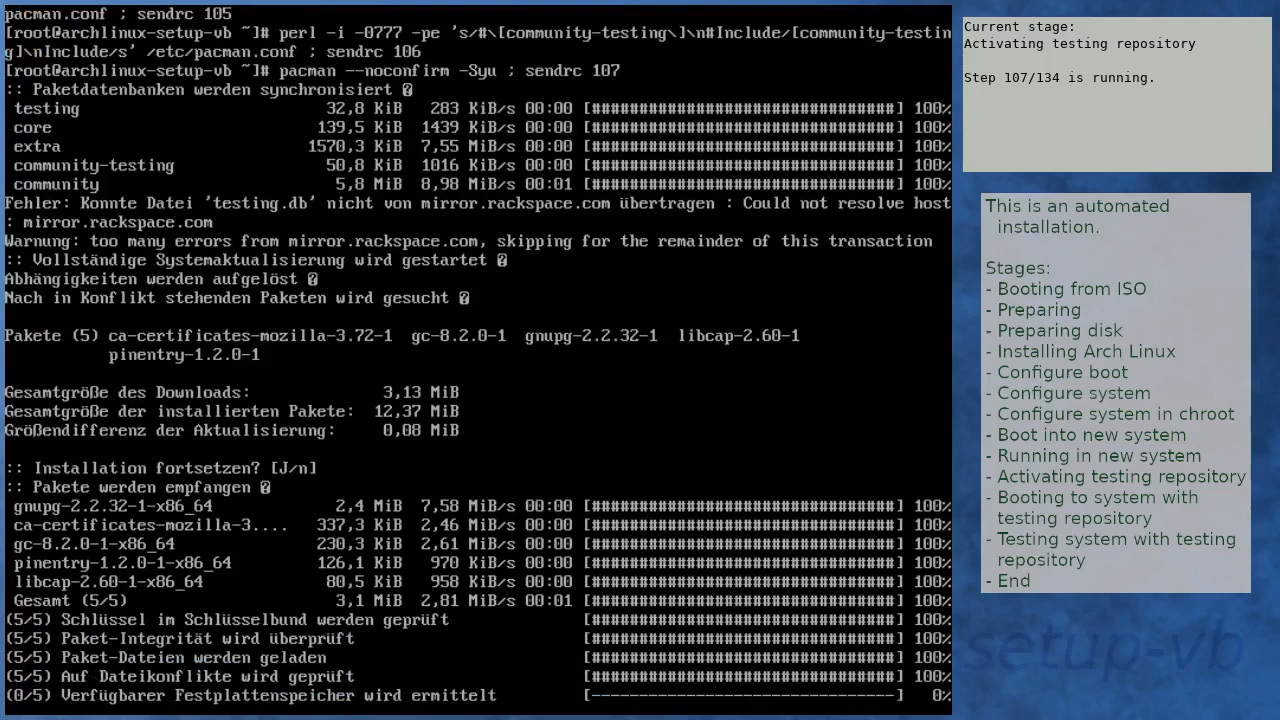 pacman.conf ; sendrc 105
[root@archlinux-setup-vb ~]# perl -i -0777 -pe 's/#\[community-testing\]\n#Include/[community-testin
g]\nInclude/s' /etc/pacman.conf ; sendrc 106
[root@archlinux-setup-vb ~]# pacman --noconfirm -Syu ; sendrc 107
:: Paketdatenbanken werden synchronisiert �
testing 32,8 KiB 283 KiB/s 00:00 [################################] 100%
core 139,5 KiB 1439 KiB/s 00:00 [################################] 100%
extra 1570,3 KiB 7,55 MiB/s 00:00 [################################] 100%
community-testing 50,8 KiB 1016 KiB/s 00:00 [################################] 100%
community 5,8 MiB 8,98 MiB/s 00:01 [################################] 100%
Fehler: Konnte Datei 'testing.db' nicht von mirror.rackspace.com übertragen : Could not resolve host
: mirror.rackspace.com
Warnung: too many errors from mirror.rackspace.com, skipping for the remainder of this transaction
:: Vollständige Systemaktualisierung wird gestartet �
Abhängigkeiten werden aufgelöst �
Nach in Konflikt stehenden Paketen wird gesucht �
Pakete (5) ca-certificates-mozilla-3.72-1 gc-8.2.0-1 gnupg-2.2.32-1 libcap-2.60-1
pinentry-1.2.0-1
Gesamtgröße des Downloads: 3,13 MiB
Gesamtgröße der installierten Pakete: 12,37 MiB
Größendifferenz der Aktualisierung: 0,08 MiB
:: Installation fortsetzen? [J/n]
:: Pakete werden empfangen �
gnupg-2.2.32-1-x86_64 2,4 MiB 7,58 MiB/s 00:00 [################################] 100%
ca-certificates-mozilla-3.... 337,3 KiB 2,46 MiB/s 00:00 [################################] 100%
gc-8.2.0-1-x86_64 230,3 KiB 2,61 MiB/s 00:00 [################################] 100%
pinentry-1.2.0-1-x86_64 126,1 KiB 970 KiB/s 00:00 [################################] 100%
libcap-2.60-1-x86_64 80,5 KiB 958 KiB/s 00:00 [################################] 100%
Gesamt (5/5) 3,1 MiB 2,81 MiB/s 00:01 [################################] 100%
(5/5) Schlüssel im Schlüsselbund werden geprüft [################################] 100%
(5/5) Paket-Integrität wird überprüft [################################] 100%
(5/5) Paket-Dateien werden geladen [################################] 100%
(5/5) Auf Dateikonflikte wird geprüft [################################] 100%
(0/5) Verfügbarer Festplattenspeicher wird ermittelt [--------------------------------] 0%
Current stage:
Activating testing repository
Step 107/134 is running.
This is an automated
installation.
Stages:
- Booting from ISO
- Preparing
- Preparing disk
- Installing Arch Linux
- Configure boot
- Configure system
- Configure system in chroot
- Boot into new system
- Running in new system
- Activating testing repository
- Booting to system with
testing repository
- Testing system with testing
repository
- End
setup-vb